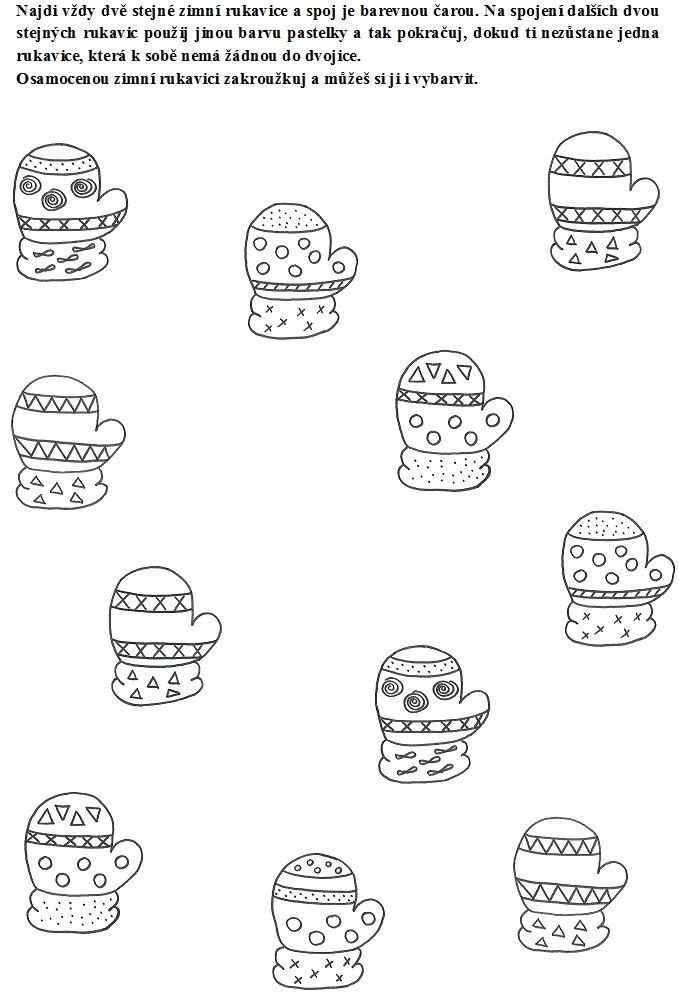 Najdi vždy dvě stejné zimní rukavice a spoj je barevnou čarou. Na spojení dalších dvou
stejných rukavic použij jinou barvu pastelky a tak pokračuj, dokud ti nezůstane jedna
rukavice, která k sobě nemá žádnou do dvojice.
Osamocenou zimní rukavici zakroužkuj a můžeš si ji i vybarvit.